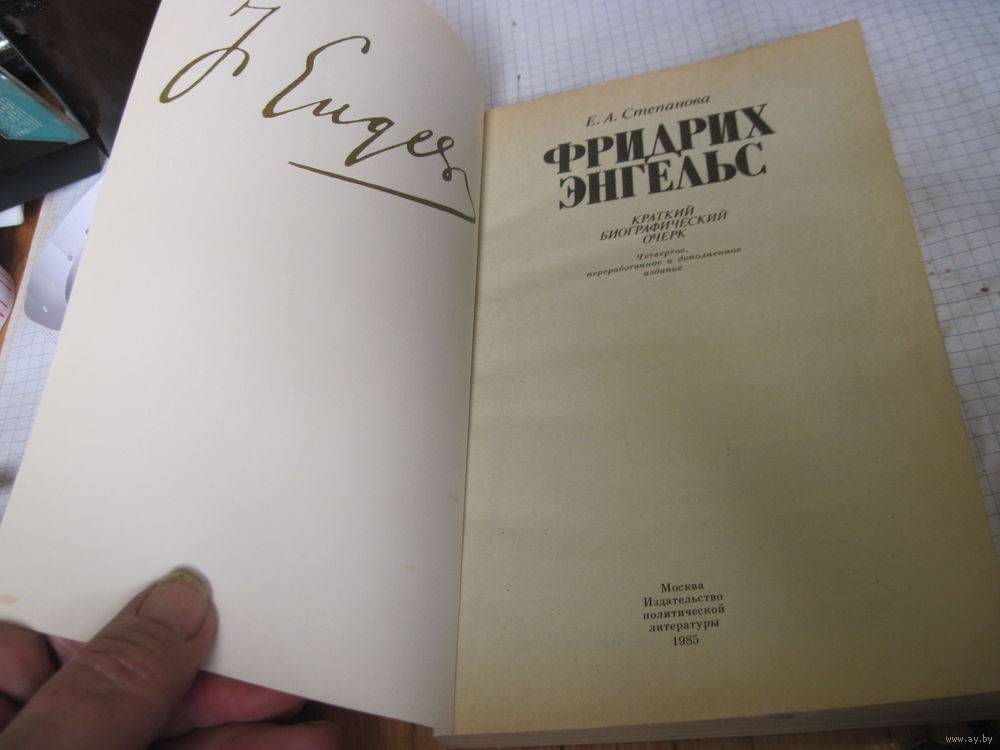 F Engels
Е. А. Степанова
ФРИДРИХ
ЭНГЕЛЬС
КРАТКИЙ
БИОГРАФИЧЕСКИЙ
ОЧЕРК
Четвертое,
переработанное и дополненное
издание
Москва
Издательство
политической
литературы
1985
www.ay.by